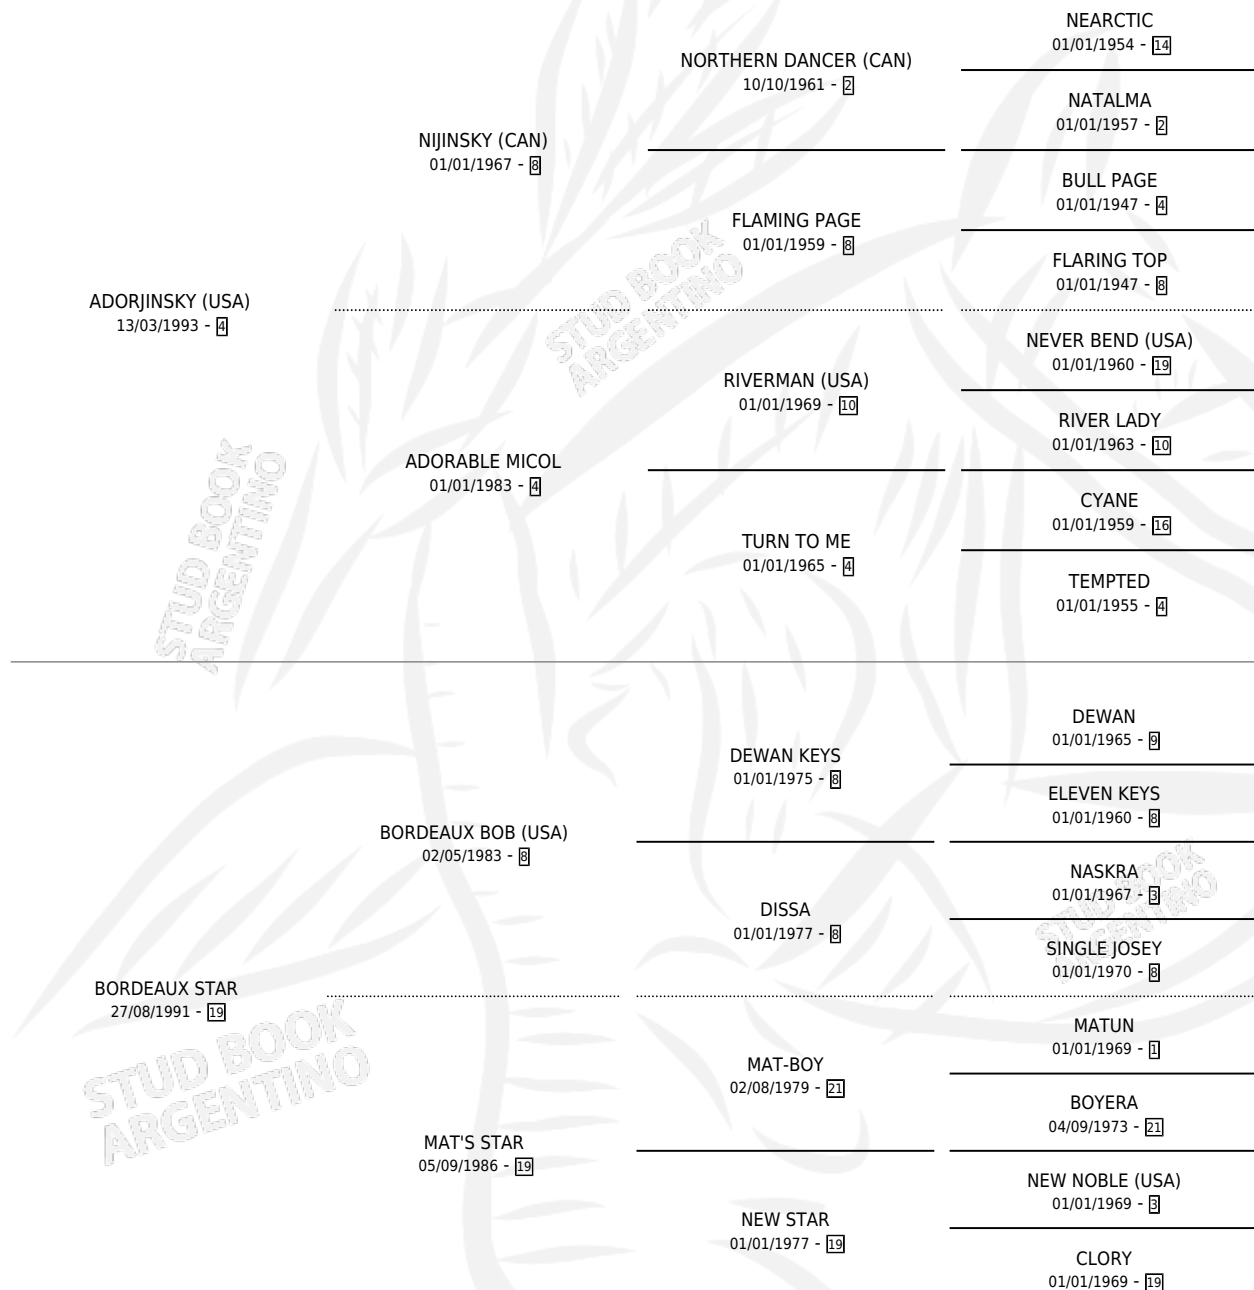 NEARCTIC
01/01/1954 - 14
NORTHERN DANCER (CAN)
10/10/1961 - 2
NATALMA
01/01/1957 - 2
NIJINSKY (CAN)
01/01/1967 - 8
BULL PAGE
01/01/1947 - 4
FLAMING PAGE
01/01/1959 - 8
FLARING TOP
01/01/1947 - 8
ADORJINSKY (USA)
13/03/1993 - 4
STUD BOOK
ARGENTINO
NEVER BEND (USA)
01/01/1960 - 19
RIVERMAN (USA)
01/01/1969 - 10
RIVER LADY
01/01/1963 - 10
ADORABLE MICOL
01/01/1983 - 4
CYANE
01/01/1959 - 16
TURN TO ME
01/01/1965 - 4
TEMPTED
01/01/1955 - 4
STUD BOOK
ARGENTINO
DEWAN
01/01/1965 - 9
DEWAN KEYS
01/01/1975 - 8
ELEVEN KEYS
01/01/1960 - 8
BORDEAUX BOB (USA)
02/05/1983 - 8
NASKRA
01/01/1967 - 3
DISSA
01/01/1977 - 8
STUD BOOK
ARGENTINO
SINGLE JOSEY
01/01/1970 - 8
BORDEAUX STAR
27/08/1991 - 19
MATUN
01/01/1969 - 1
MAT-BOY
02/08/1979 - 21
BOYERA
04/09/1973 - 21
STUD BOOK
ARGENTINO
MAT'S STAR
05/09/1986 - 19
NEW NOBLE (USA)
01/01/1969 - 3
NEW STAR
01/01/1977 - 19
CLORY
01/01/1969 - 19